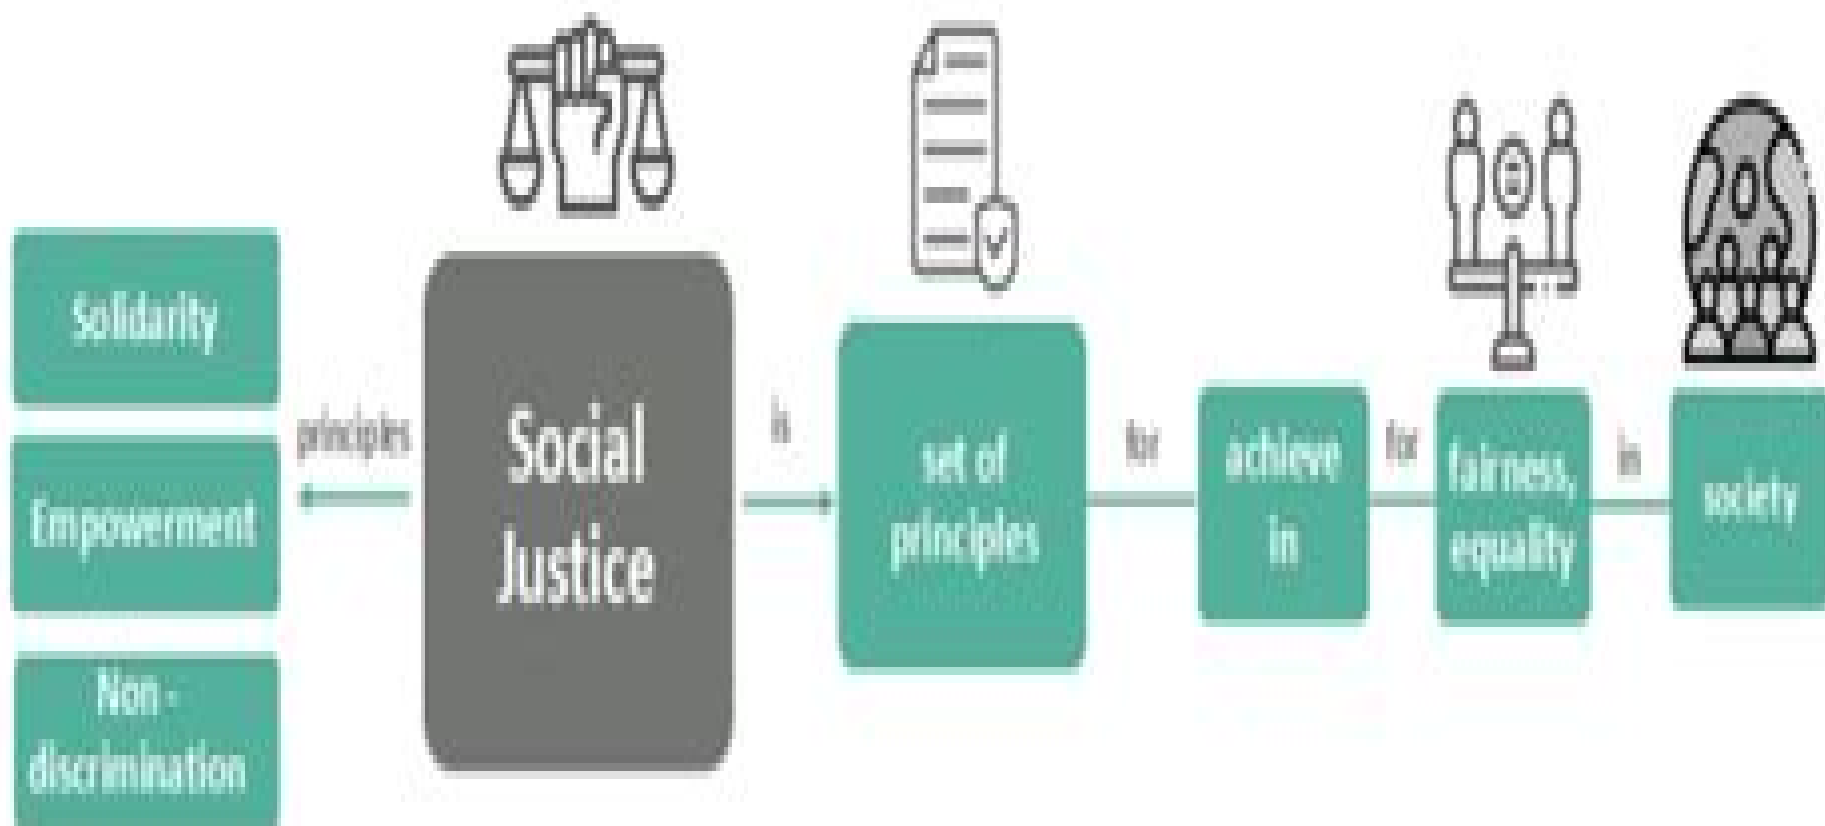 Solidarity
Empowerment
Non -
discrimination
principles
Social
Justice
is
set of
principles
for
achieve
in
for
fairness,
equality
in
society